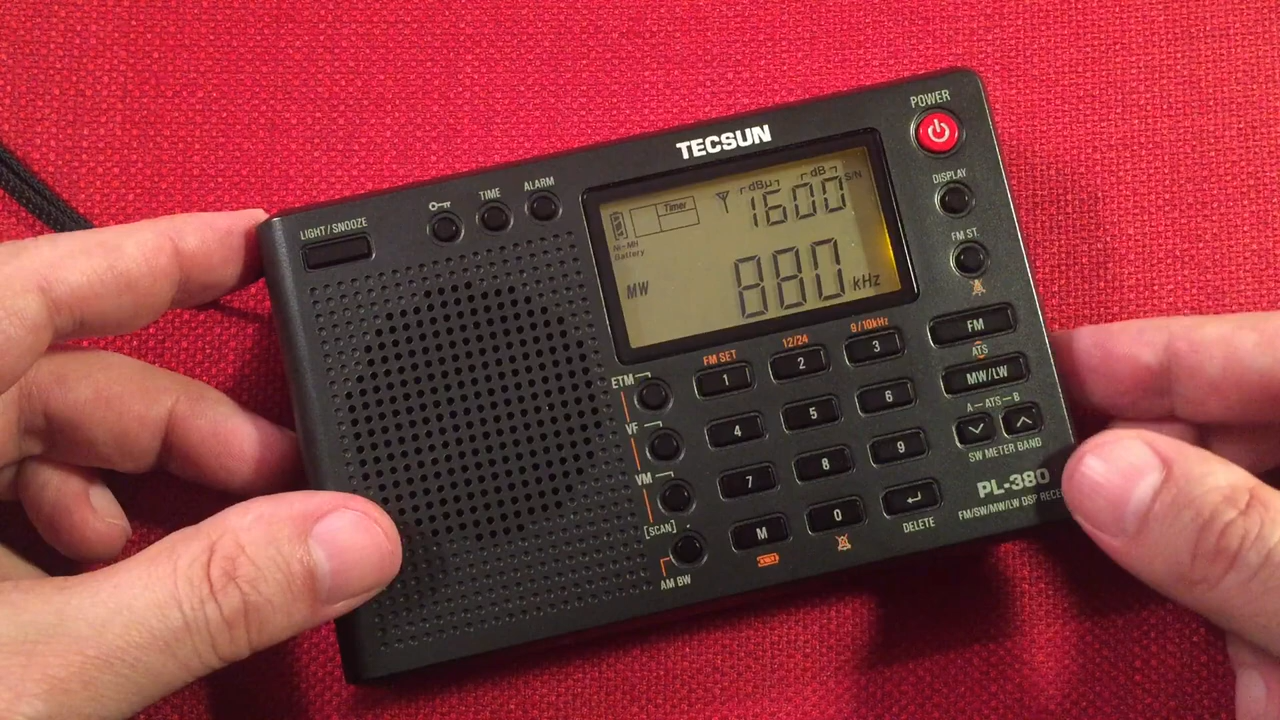 POWER
TECSUN
DISPLAY
TIME
ALARM
LIGHT / SNOOZE
dBµ
dB
S/N
Timer
1600
Ni-MH
Battery
MW
880 kHz
FM ST.
FM
ATS
MW/LW
A—ATS—B
SW METER BAND
FM SET
12/24
9/10kHz
ETM
1
2
3
VF
4
5
6
VM
7
8
9
[SCAN]
M
0
DELETE
AM BW
PL-380
FM/SW/MW/LW DSP